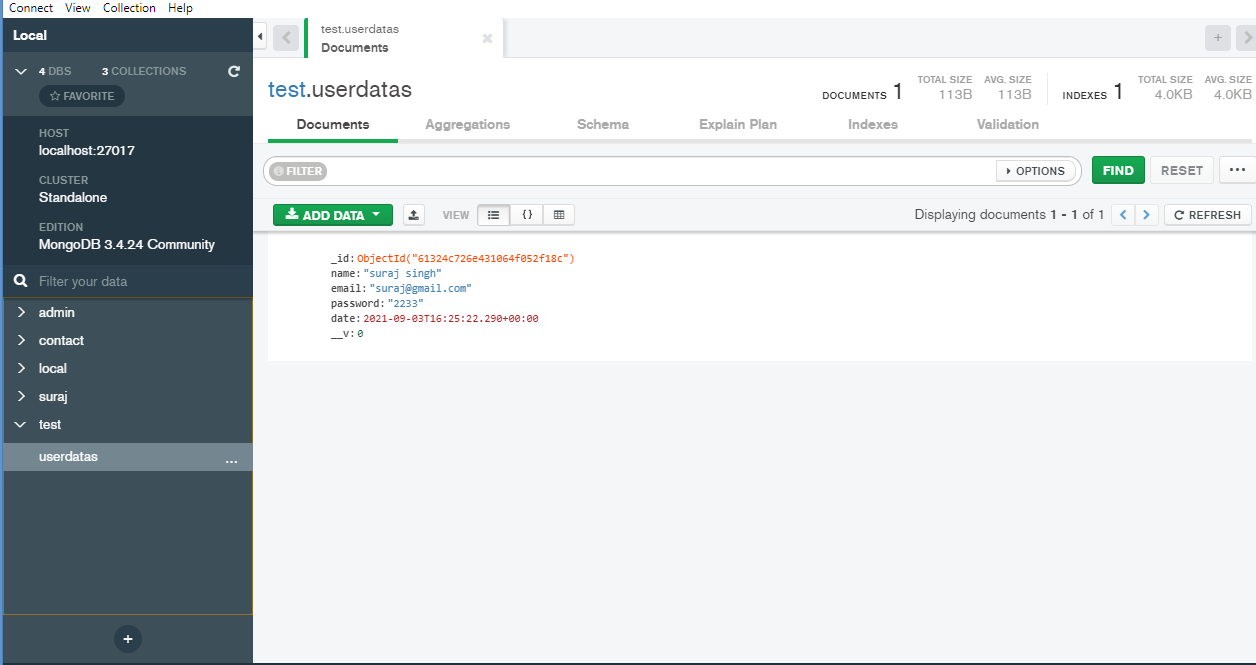 Connect View Collection Help
Local
4 DBS 3 COLLECTIONS
FAVORITE
HOST
localhost:27017
CLUSTER
Standalone
EDITION
MongoDB 3.4.24 Community
Filter your data
admin
contact
local
suraj
test
userdatas ...
test.userdatas
Documents
test.userdatas
DOCUMENTS 1 TOTAL SIZE 113B AVG. SIZE 113B INDEXES 1 TOTAL SIZE 4.0KB AVG. SIZE 4.0KB
Documents Aggregations Schema Explain Plan Indexes Validation
FILTER OPTIONS FIND RESET ...
ADD DATA VIEW {} Displaying documents 1 - 1 of 1 < > REFRESH
_id: ObjectId("61324c726e431064f052f18c")
name: "suraj singh"
email: "suraj@gmail.com"
password: "2233"
date: 2021-09-03T16:25:22.290+00:00
__v: 0